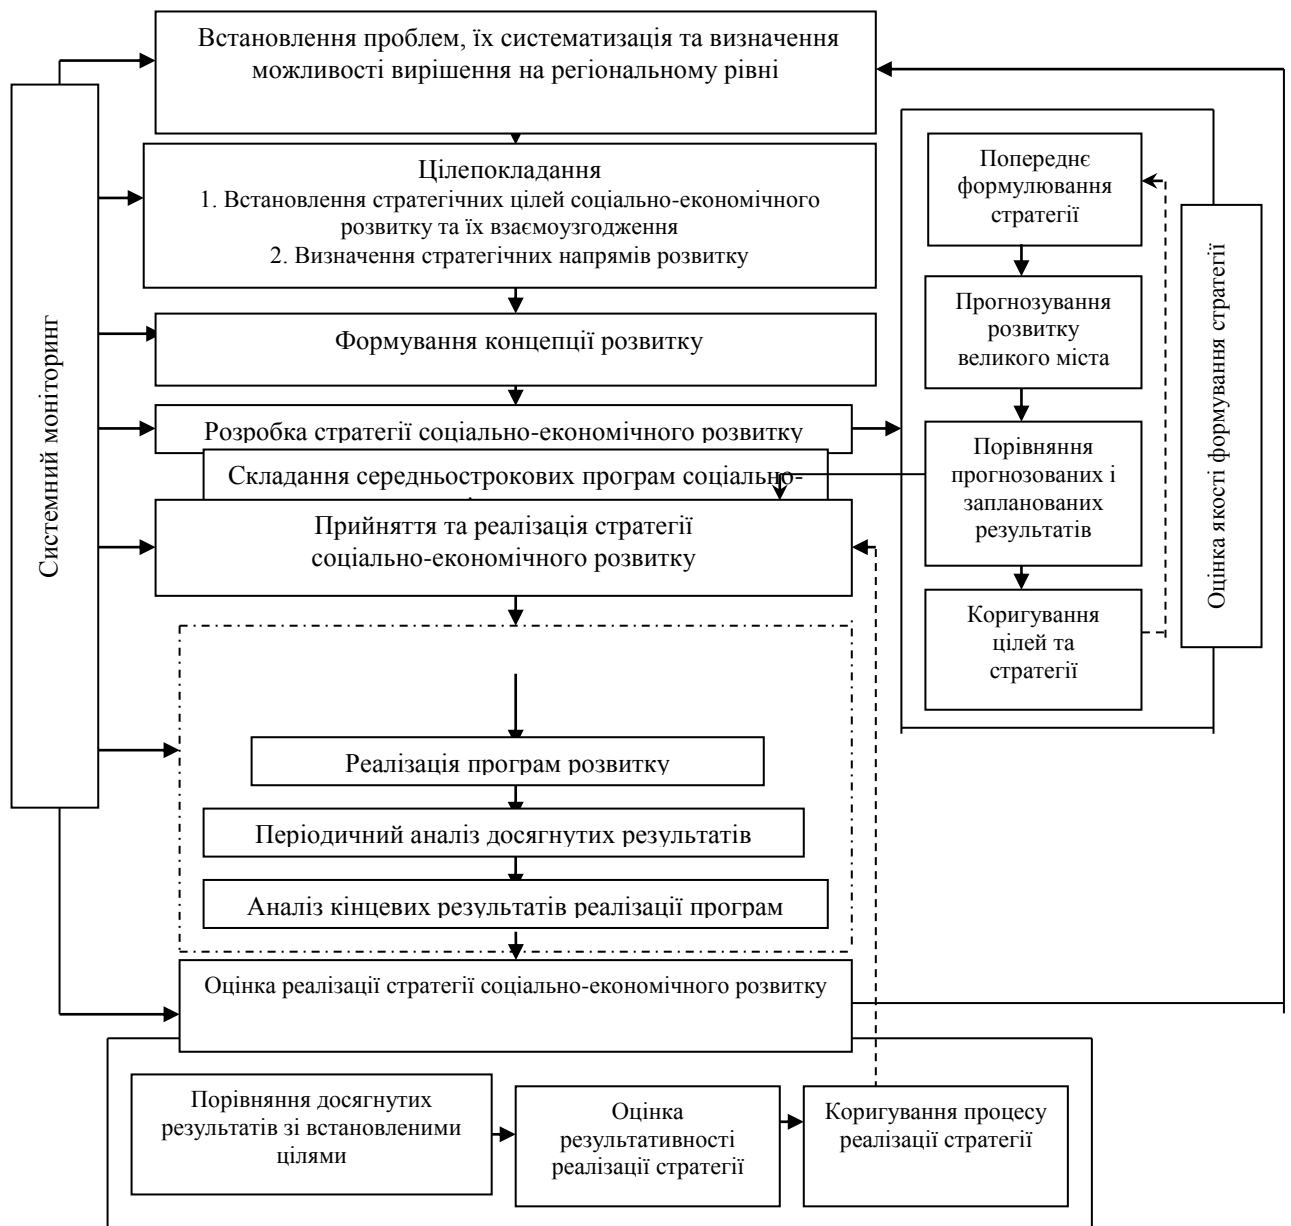 Встановлення проблем, їх систематизація та визначення
можливості вирішення на регіональному рівні
Системний моніторинг
Цілепокладання
1. Встановлення стратегічних цілей соціально-економічного
розвитку та їх взаємоузгодження
2. Визначення стратегічних напрямів розвитку
Формування концепції розвитку
Розробка стратегії соціально-економічного розвитку
Складання середньострокових програм соціально-
Прийняття та реалізація стратегії
соціально-економічного розвитку
Попереднє
формулювання
стратегії
Прогнозування
розвитку
великого міста
Порівняння
прогнозованих і
запланованих
результатів
Коригування
цілей та
стратегії
Оцінка якості формування стратегії
Реалізація програм розвитку
Періодичний аналіз досягнутих результатів
Аналіз кінцевих результатів реалізації програм
Оцінка реалізації стратегії соціально-економічного розвитку
Порівняння досягнутих
результатів зі встановленими
цілями
Оцінка
результативності
реалізації стратегії
Коригування процесу
реалізації стратегії